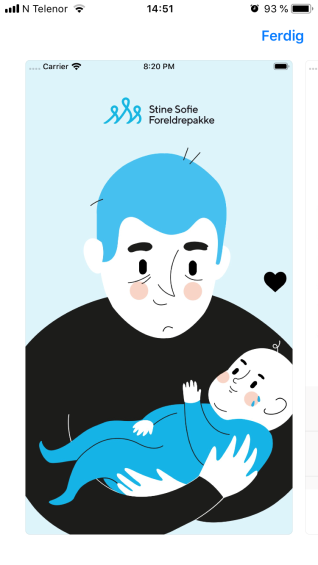 Telenor
14:51
93 %
Ferdig
Carrier
8:20 PM
Stine Sofie
Foreldrepakke